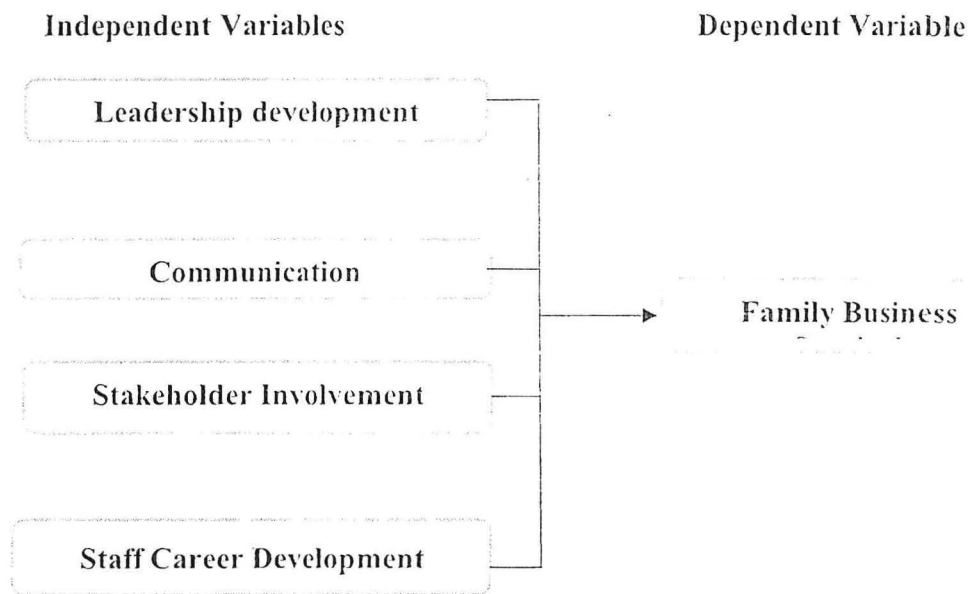 Independent Variables
Dependent Variable
Leadership development
Communication
Family Business
Stakeholder Involvement
Staff Career Development